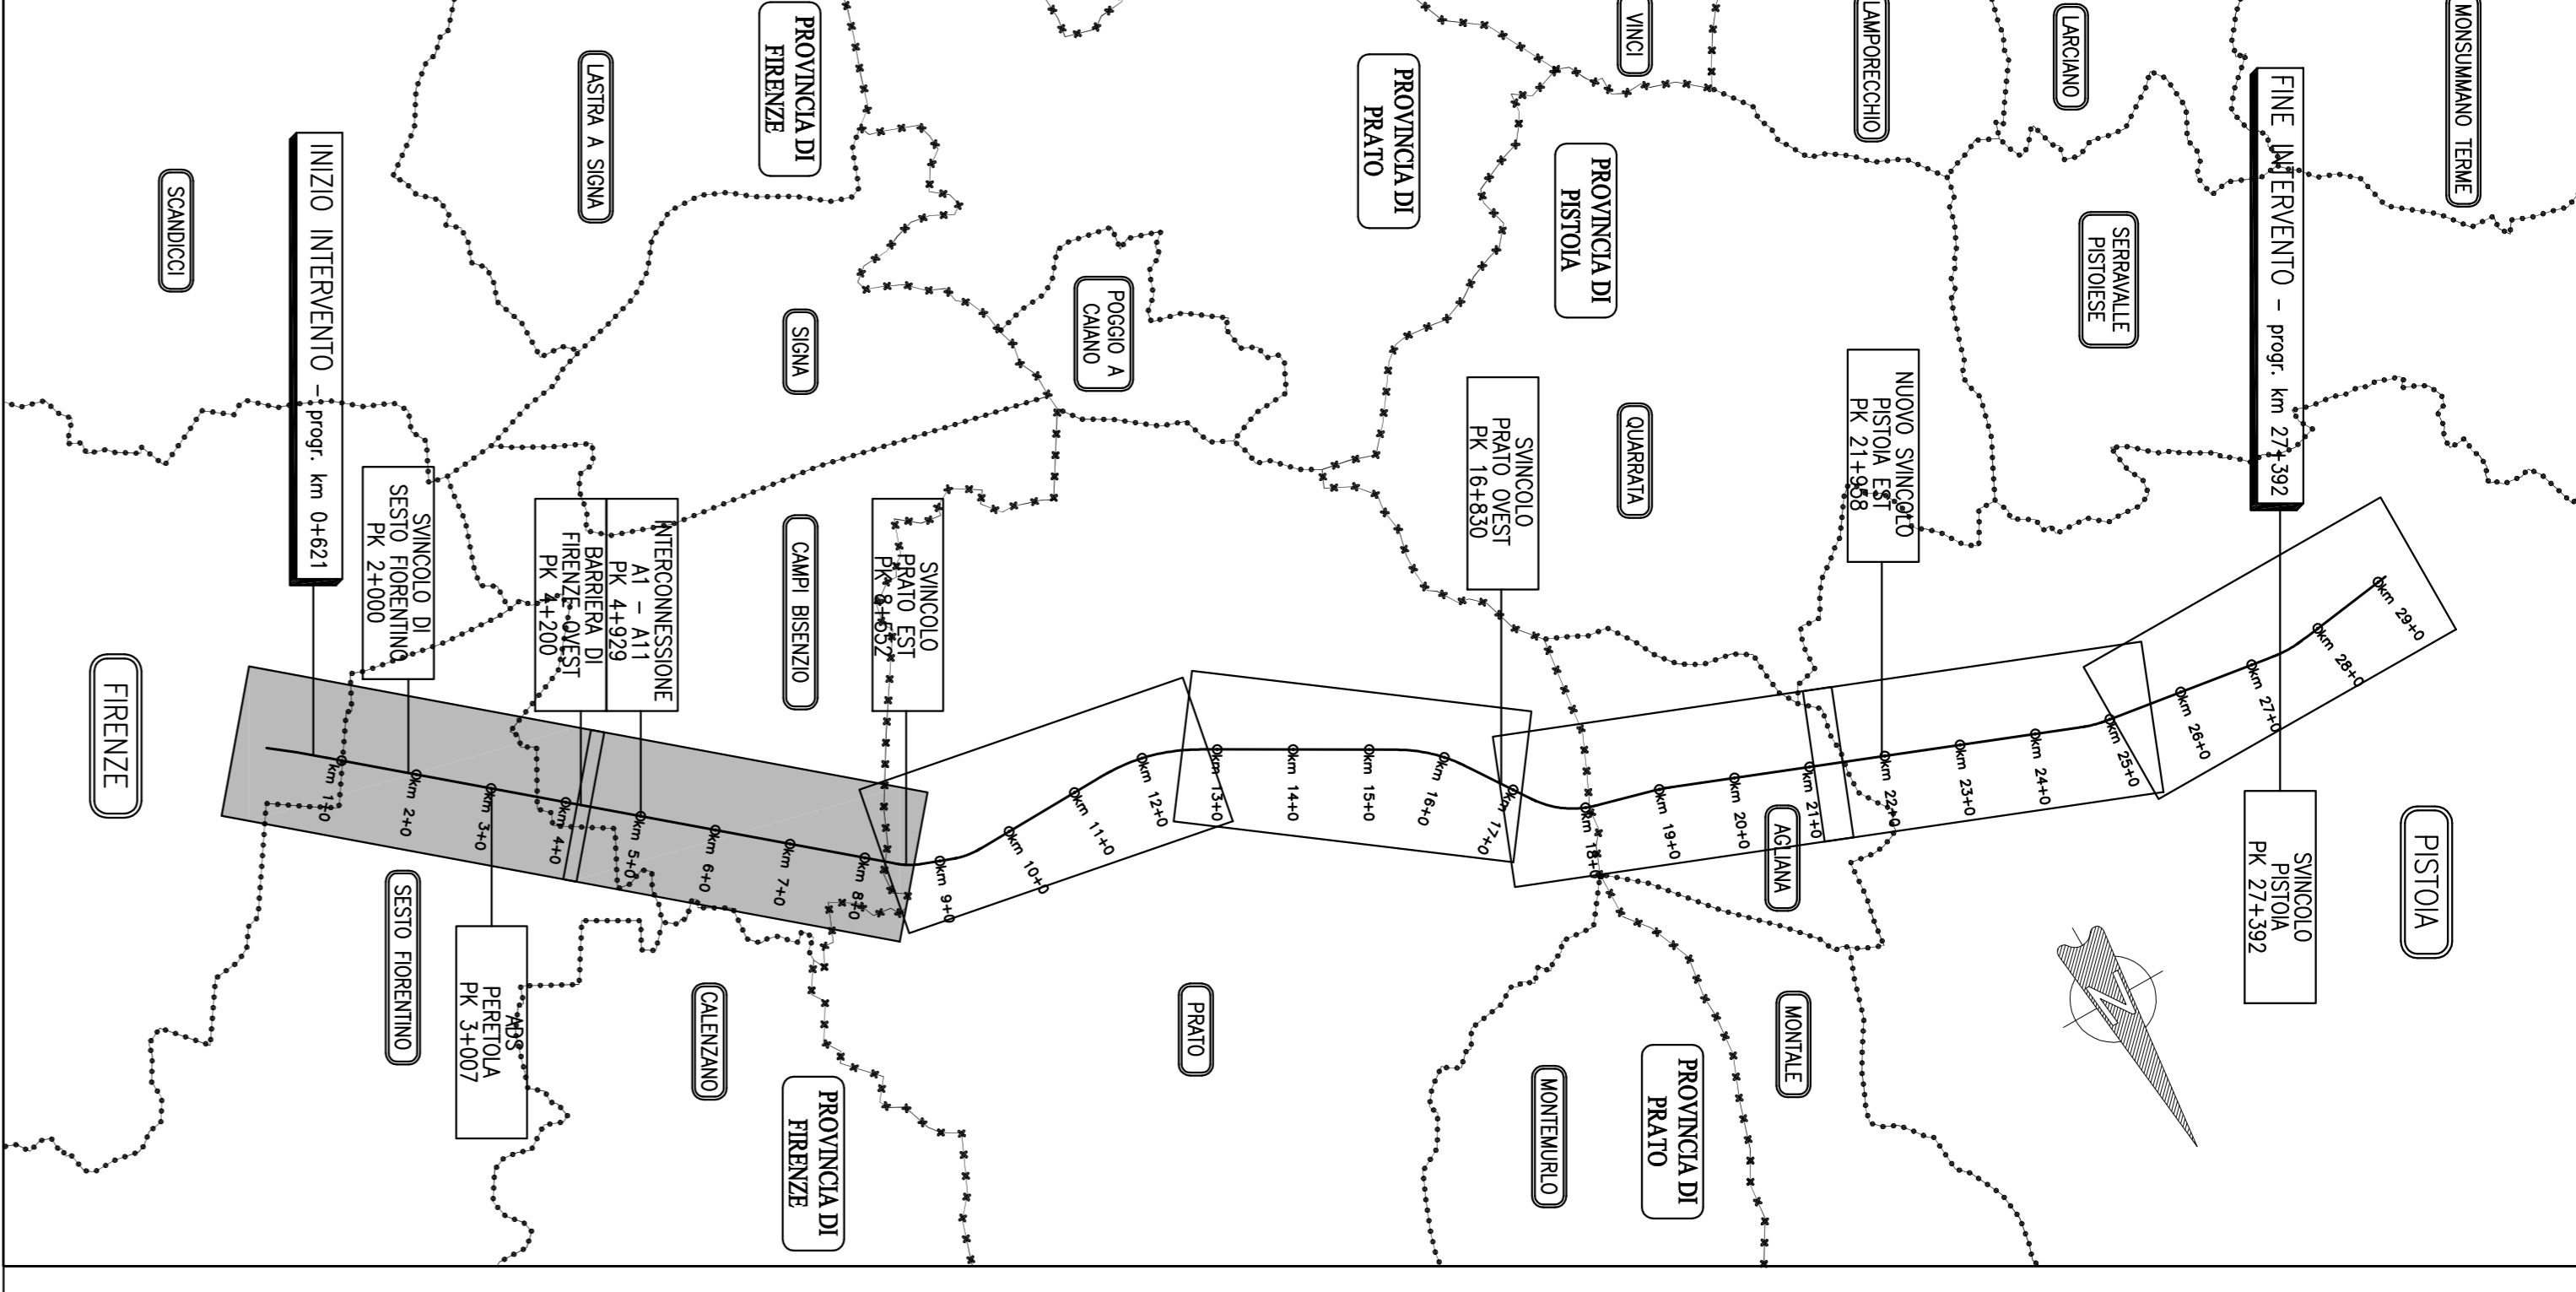 MONSUMMANO TERME
FINE INTERVENTO - progr. km 27+392
LARCIANO
LAMPORECCHIO
VINCI
SERRAVALLE
PISTOIESE
PROVINCIA DI
PISTOIA
PROVINCIA DI
PRATO
PROVINCIA DI
FIRENZE
LASTRA A SIGNA
INIZIO INTERVENTO - progr. km 0+621
SCANDICCI
SIGNA
POGGIO A
CAIANO
QUARRATA
NUOVO SVINCOLO
PISTOIA EST
PK 21+958
SVINCOLO
PRATO OVEST
PK 16+830
SVINCOLO
PRATO EST
PK 8+552
CAMPI BISENZIO
INTERCONNESSIONE
A1 - A11
PK 4+929
BARRIERA DI
FIRENZE OVEST
PK 4+200
SVINCOLO DI
SESTO FIORENTINO
PK 2+000
FIRENZE
km 1+0
km 2+0
km 3+0
km 4+0
km 5+0
km 6+0
km 7+0
km 8+0
km 9+0
km 10+0
km 11+0
km 12+0
km 13+0
km 14+0
km 15+0
km 16+0
km 17+0
km 18+0
km 19+0
km 20+0
km 21+0
km 22+0
km 23+0
km 24+0
km 25+0
km 26+0
km 27+0
km 28+0
km 29+0
PISTOIA
SVINCOLO
PISTOIA
PK 27+392
AGLIANA
MONTALE
PROVINCIA DI
PRATO
MONTEMURLO
PRATO
PROVINCIA DI
FIRENZE
CALENZANO
ADS
PERETOLA
PK 3+007
SESTO FIORENTINO
N